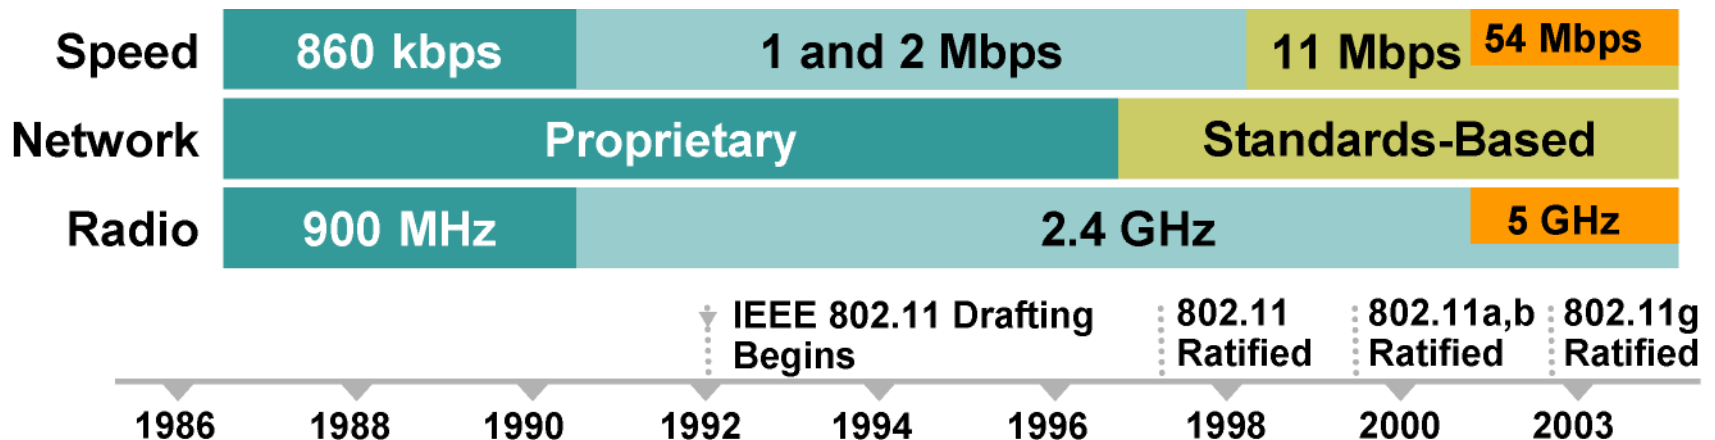 Speed 860 kbps 1 and 2 Mbps 11 Mbps 54 Mbps
Network Proprietary Standards-Based
Radio 900 MHz 2.4 GHz 5 GHz
IEEE 802.11 Drafting Begins
802.11 Ratified
802.11a,b Ratified
802.11g Ratified
1986 1988 1990 1992 1994 1996 1998 2000 2003